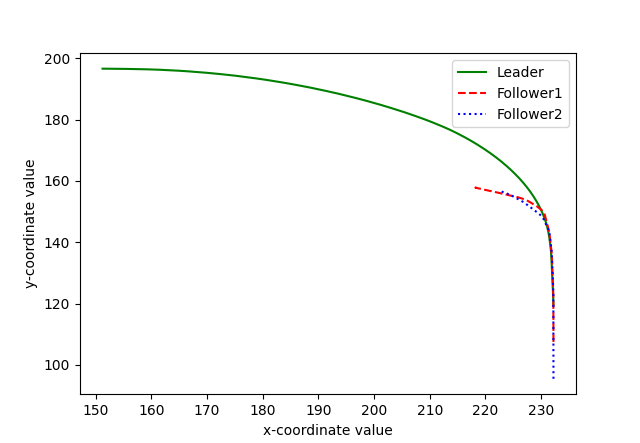 Leader
Follower1
Follower2
200
180
160
140
120
100
y-coordinate value
150 160 170 180 190 200 210 220 230
x-coordinate value